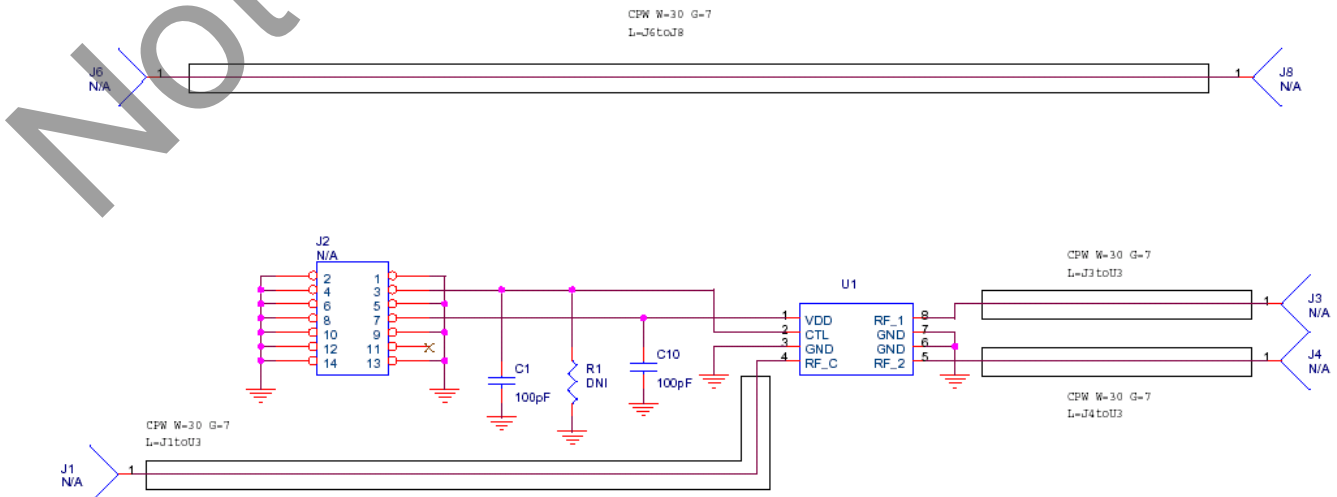 CPW W=30 G=7
L=J6toJ8
Not
J6
N/A
1
1
J8
N/A
J2
N/A
2 1
4 3
6 5
8 7
10 9
12 11
14 13
C1
100pF
R1
DNI
C10
100pF
U1
1 VDD RF_1 8
2 CTL GND 7
3 GND GND 6
4 RF_C RF_2 5
CPW W=30 G=7
L=J3toU3
1
J3
N/A
1
J4
N/A
CPW W=30 G=7
L=J4toU3
CPW W=30 G=7
L=J1toU3
J1
N/A
1